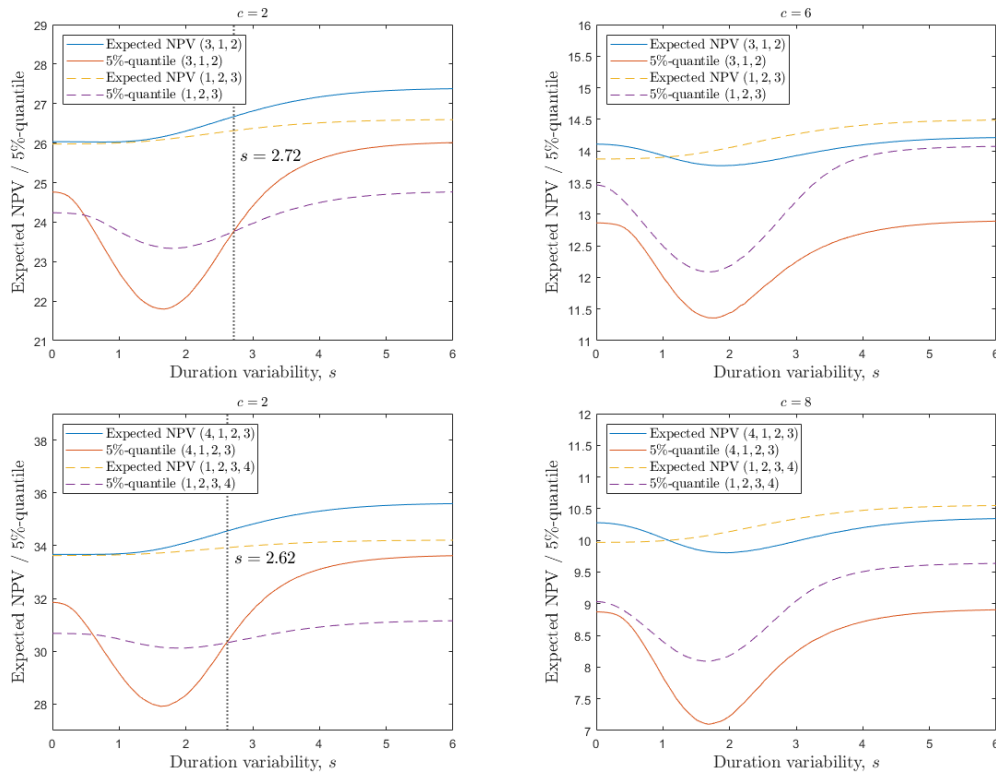 c = 2
Expected NPV (3, 1, 2)
5%-quantile (3, 1, 2)
Expected NPV (1, 2, 3)
5%-quantile (1, 2, 3)
s = 2.72
Expected NPV / 5%-quantile
29
28
27
26
25
24
23
22
21
0 1 2 3 4 5 6
Duration variability, s
c = 6
Expected NPV (3, 1, 2)
5%-quantile (3, 1, 2)
Expected NPV (1, 2, 3)
5%-quantile (1, 2, 3)
Expected NPV / 5%-quantile
16
15.5
15
14.5
14
13.5
13
12.5
12
11.5
11
0 1 2 3 4 5 6
Duration variability, s
c = 2
Expected NPV (4, 1, 2, 3)
5%-quantile (4, 1, 2, 3)
Expected NPV (1, 2, 3, 4)
5%-quantile (1, 2, 3, 4)
s = 2.62
Expected NPV / 5%-quantile
38
36
34
32
30
28
0 1 2 3 4 5 6
Duration variability, s
c = 8
Expected NPV (4, 1, 2, 3)
5%-quantile (4, 1, 2, 3)
Expected NPV (1, 2, 3, 4)
5%-quantile (1, 2, 3, 4)
Expected NPV / 5%-quantile
12
11.5
11
10.5
10
9.5
9
8.5
8
7.5
7
0 1 2 3 4 5 6
Duration variability, s